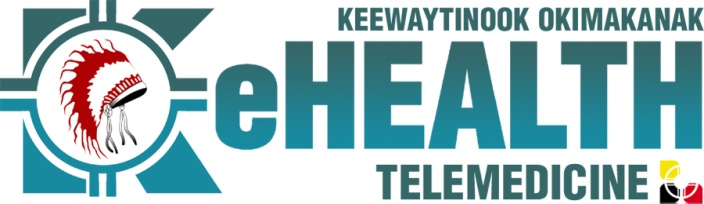 KEEWAYTINOOK OKIMAKANAK
K eHEALTH
TELEMEDICINE